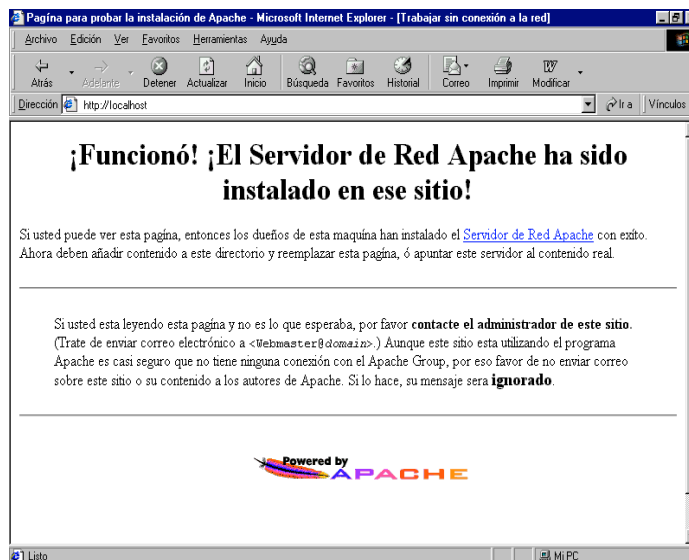 Pagína para probar la instalación de Apache - Microsoft Internet Explorer - [Trabajar sin conexión a la red]
Archivo Edición Ver Favoritos Herramientas Ayuda
Atrás Adelante Detener Actualizar Inicio Búsqueda Favoritos Historial Correo Imprimir Modificar
Dirección http://localhost Ir a Vínculos
¡Funcionó! ¡El Servidor de Red Apache ha sido
instalado en ese sitio!
Si usted puede ver esta pagína, entonces los dueños de esta maquína han instalado el Servidor de Red Apache con exíto.
Ahora deben añadir contenido a este directorio y reemplazar esta pagína, ó apuntar este servidor al contenido real.
Si usted esta leyendo esta pagína y no es lo que esperaba, por favor contacte el administrador de este sitio.
(Trate de enviar correo electrónico a <Webmaster@domain>.) Aunque este sitio esta utilizando el programa
Apache es casi seguro que no tiene ninguna conexión con el Apache Group, por eso favor de no enviar correo
sobre este sitio o su contenido a los autores de Apache. Si lo hace, su mensaje sera ignorado.
Powered by
APACHE
Listo Mi PC